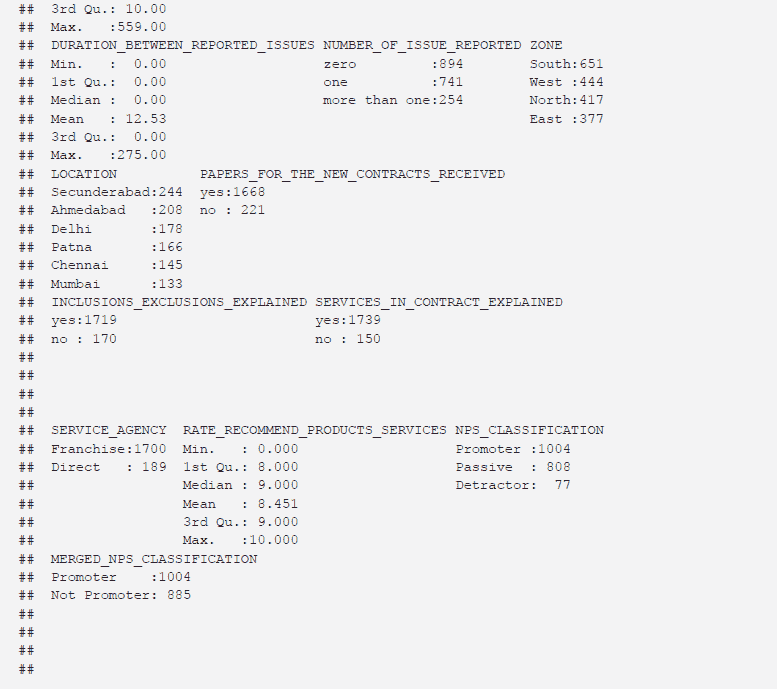 ##  3rd Qu.: 10.00
##  Max.   :559.00
##  DURATION_BETWEEN_REPORTED_ISSUES NUMBER_OF_ISSUE_REPORTED ZONE
##  Min.   :  0.00                   zero         :894        South:651
##  1st Qu.:  0.00                   one          :741        West :444
##  Median :  0.00                   more than one:254        North:417
##  Mean   : 12.53                                            East :377
##  3rd Qu.:  0.00
##  Max.   :275.00
##  LOCATION          PAPERS_FOR_THE_NEW_CONTRACTS_RECEIVED
##  Secunderabad:244  yes:1668
##  Ahmedabad   :208  no : 221
##  Delhi       :178
##  Patna       :166
##  Chennai     :145
##  Mumbai      :133
##  INCLUSIONS_EXCLUSIONS_EXPLAINED SERVICES_IN_CONTRACT_EXPLAINED
##  yes:1719                        yes:1739
##  no : 170                        no : 150
##
##
##
##
##  SERVICE_AGENCY  RATE_RECOMMEND_PRODUCTS_SERVICES NPS_CLASSIFICATION
##  Franchise:1700  Min.   : 0.000                   Promoter :1004
##  Direct   : 189  1st Qu.: 8.000                   Passive  : 808
##                  Median : 9.000                   Detractor:  77
##                  Mean   : 8.451
##                  3rd Qu.: 9.000
##                  Max.   :10.000
##  MERGED_NPS_CLASSIFICATION
##  Promoter    :1004
##  Not Promoter: 885
##
##
##
##